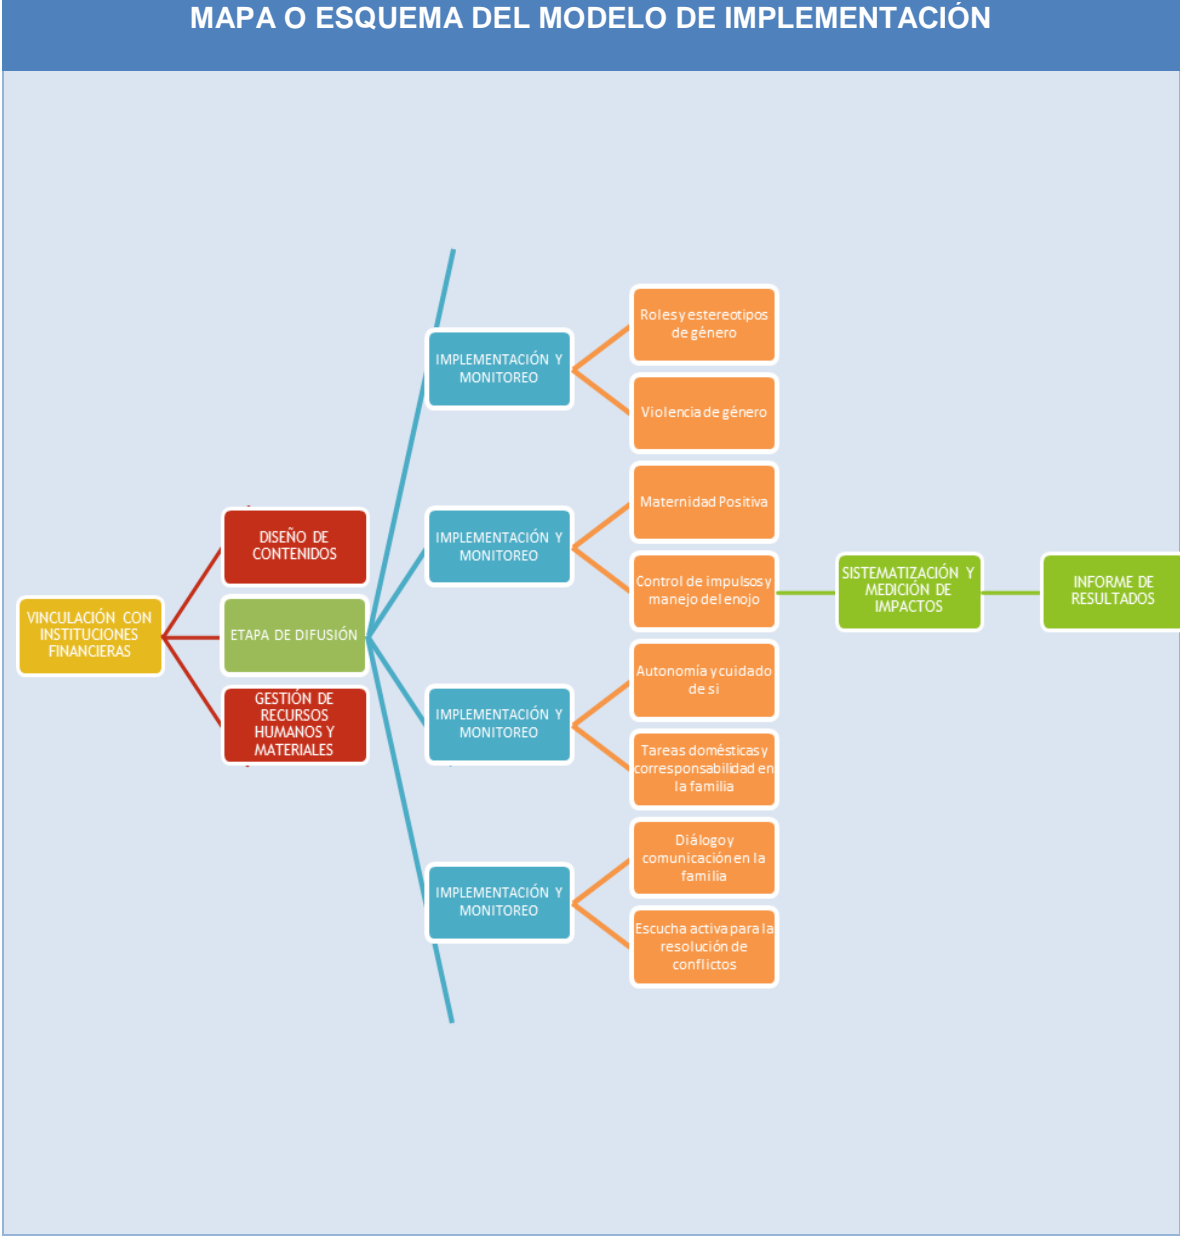 MAPA O ESQUEMA DEL MODELO DE IMPLEMENTACIÓN
VINCULACIÓN CON
INSTITUCIONES
FINANCIERAS
DISEÑO DE
CONTENIDOS
ETAPA DE DIFUSIÓN
GESTIÓN DE
RECURSOS
HUMANOS Y
MATERIALES
IMPLEMENTACIÓN Y
MONITOREO
Roles y estereotipos
de género
Violencia de género
IMPLEMENTACIÓN Y
MONITOREO
Maternidad Positiva
Control de impulsos y
manejo del enojo
IMPLEMENTACIÓN Y
MONITOREO
Autonomía y cuidado
de si
Tareas domésticas y
corresponsabilidad en
la familia
IMPLEMENTACIÓN Y
MONITOREO
Diálogo y
comunicación en la
familia
Escucha activa para la
resolución de
conflictos
SISTEMATIZACIÓN Y
MEDICIÓN DE
IMPACTOS
INFORME DE
RESULTADOS